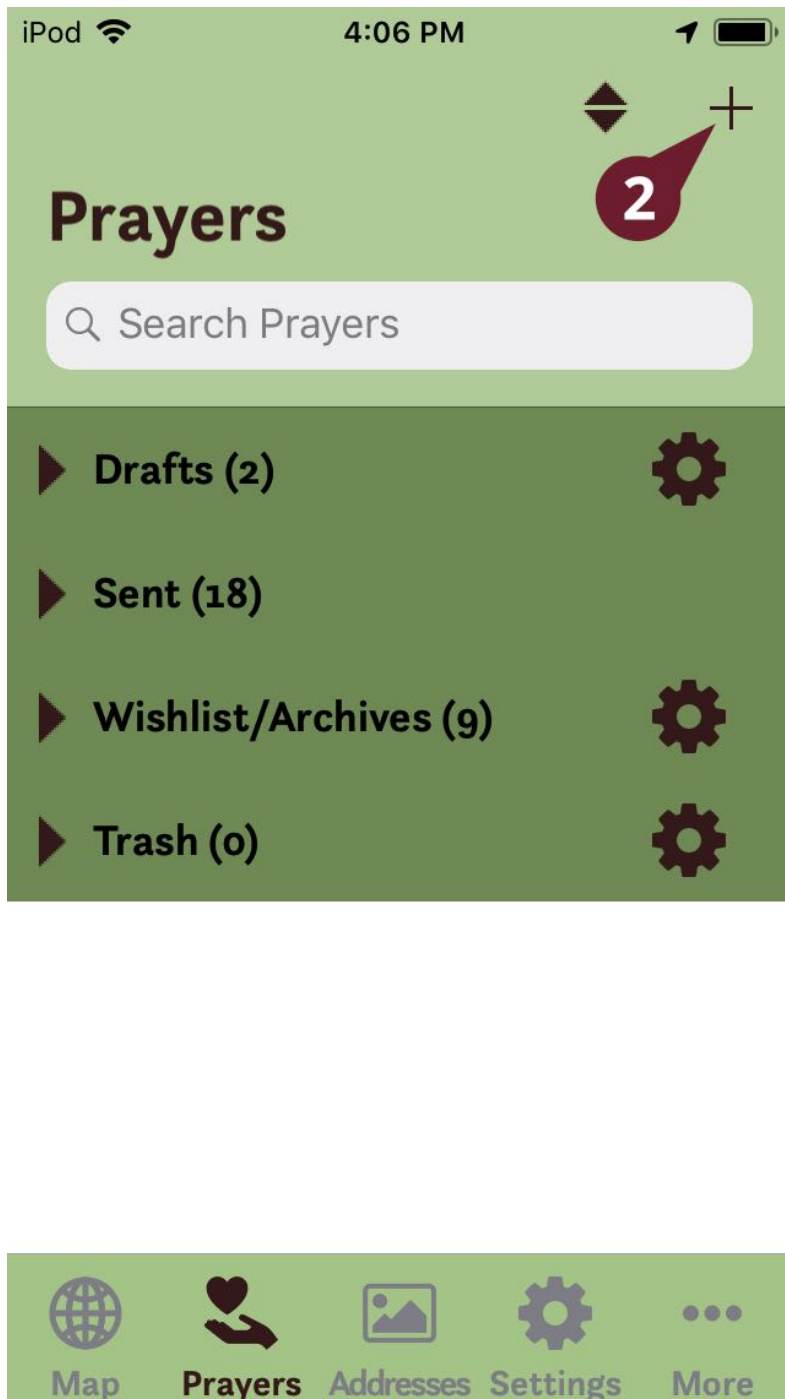 iPod 4:06 PM
2
Prayers
Search Prayers
Drafts (2)
Sent (18)
Wishlist/Archives (9)
Trash (0)
Map Prayers Addresses Settings More